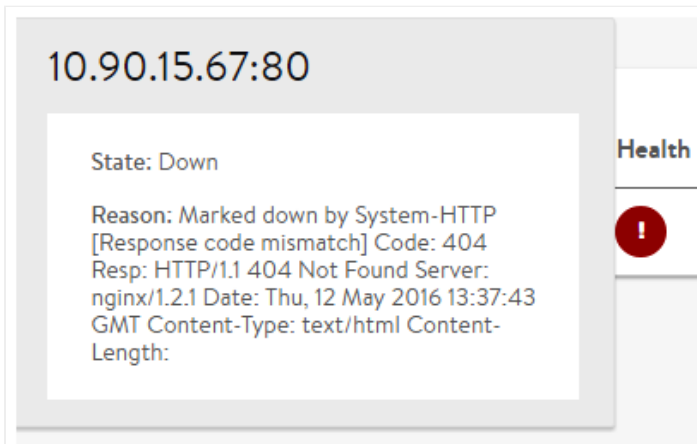 10.90.15.67:80
State: Down
Health
Reason: Marked down by System-HTTP
[Response code mismatch] Code: 404
Resp: HTTP/1.1 404 Not Found Server:
nginx/1.2.1 Date: Thu, 12 May 2016 13:37:43
GMT Content-Type: text/html Content-
Length:
!